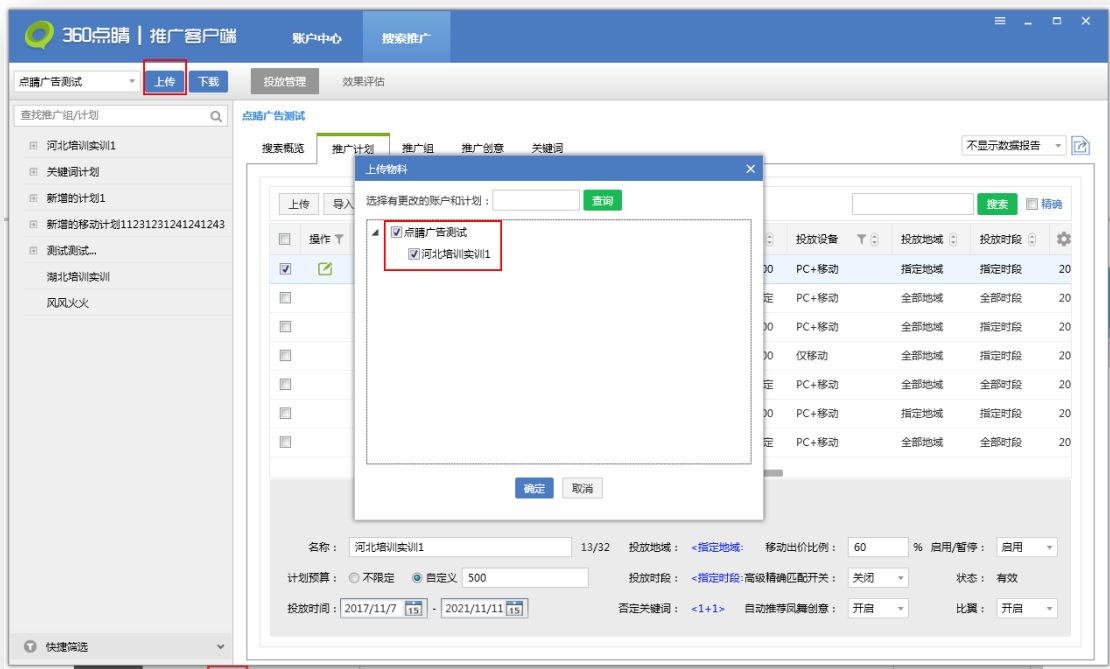 360点睛 | 推广客户端
账户中心
搜索推广
点睛广告测试
上传
下载
投放管理
效果评估
查找推广组/计划
河北培训实训1
关键词计划
新增的计划1
新增的移动计划11231231241241243
测试测试...
湖北培训实训
风风火火
快捷筛选
点睛广告测试
搜索概览
推广计划
推广组
推广创意
关键词
不显示数据报告
上传
导入
搜索
精确
操作
投放设备
投放地域
投放时段
00 PC+移动 指定地域 指定时段 20
定 PC+移动 全部地域 全部时段 20
00 PC+移动 全部地域 指定时段 20
00 仅移动 全部地域 指定时段 20
定 PC+移动 全部地域 全部时段 20
00 PC+移动 指定地域 指定时段 20
定 PC+移动 全部地域 全部时段 20
上传物料
选择有更改的账户和计划：
查询
点睛广告测试
河北培训实训1
确定
取消
名称： 河北培训实训1 13/32 投放地域： <指定地域: 移动出价比例： 60 % 启用/暂停： 启用
计划预算： 不限定 自定义 500 投放时段： <指定时段: 高级精确匹配开关： 关闭 状态： 有效
投放时间： 2017/11/7 15 - 2021/11/11 15 否定关键词： <1+1> 自动推荐凤舞创意： 开启 比翼： 开启